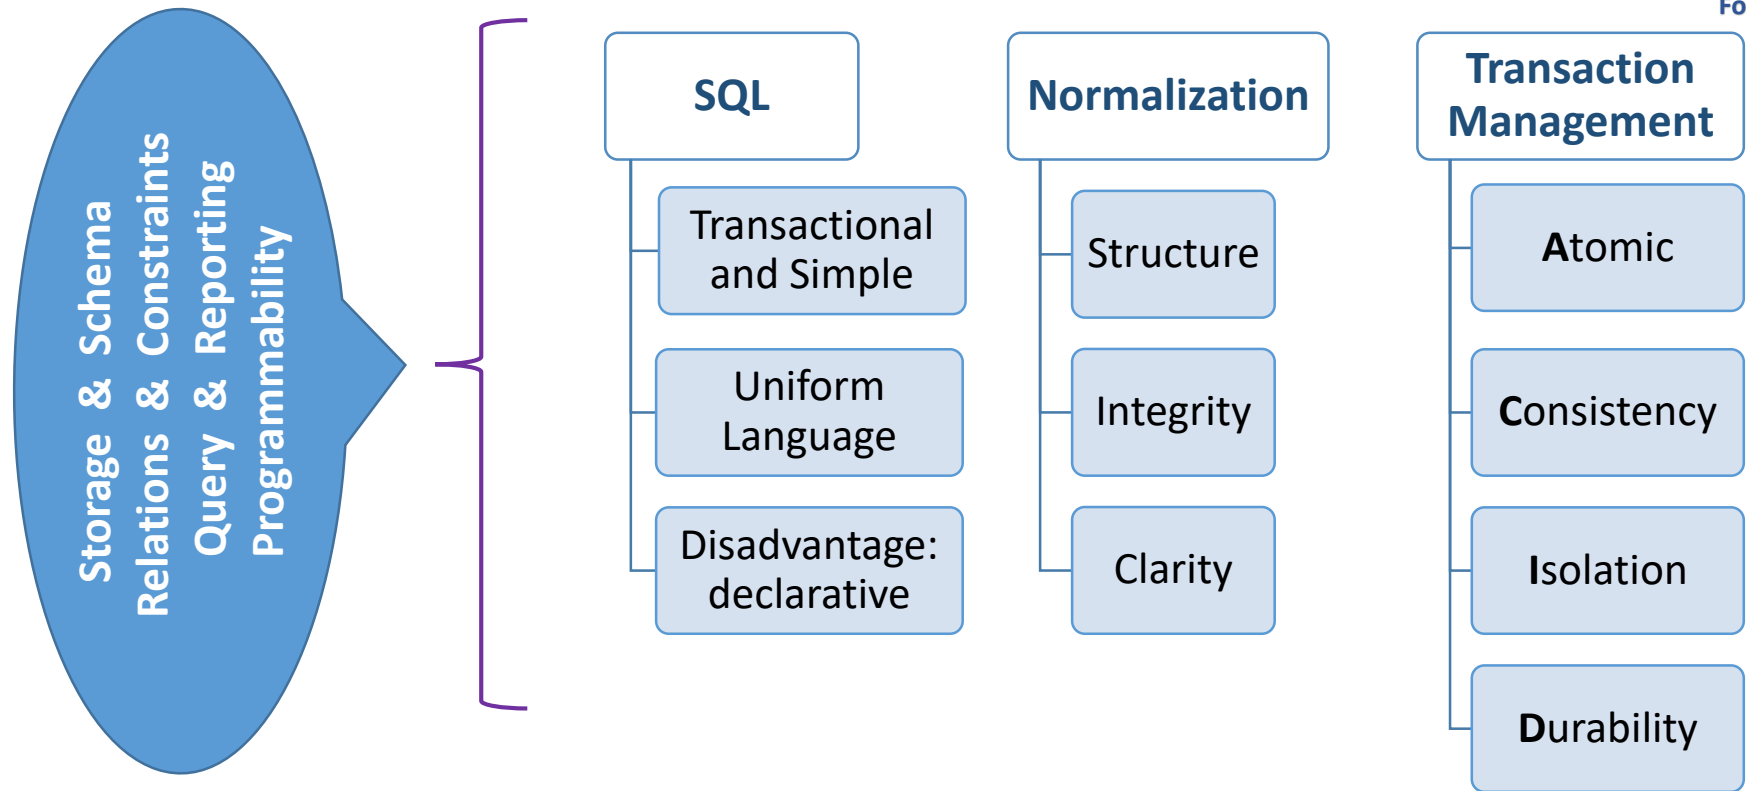 Fo
Storage & Schema
Relations & Constraints
Query & Reporting
Programmability
SQL
Transactional
and Simple
Uniform
Language
Disadvantage:
declarative
Normalization
Structure
Integrity
Clarity
Transaction
Management
Atomic
Consistency
Isolation
Durability